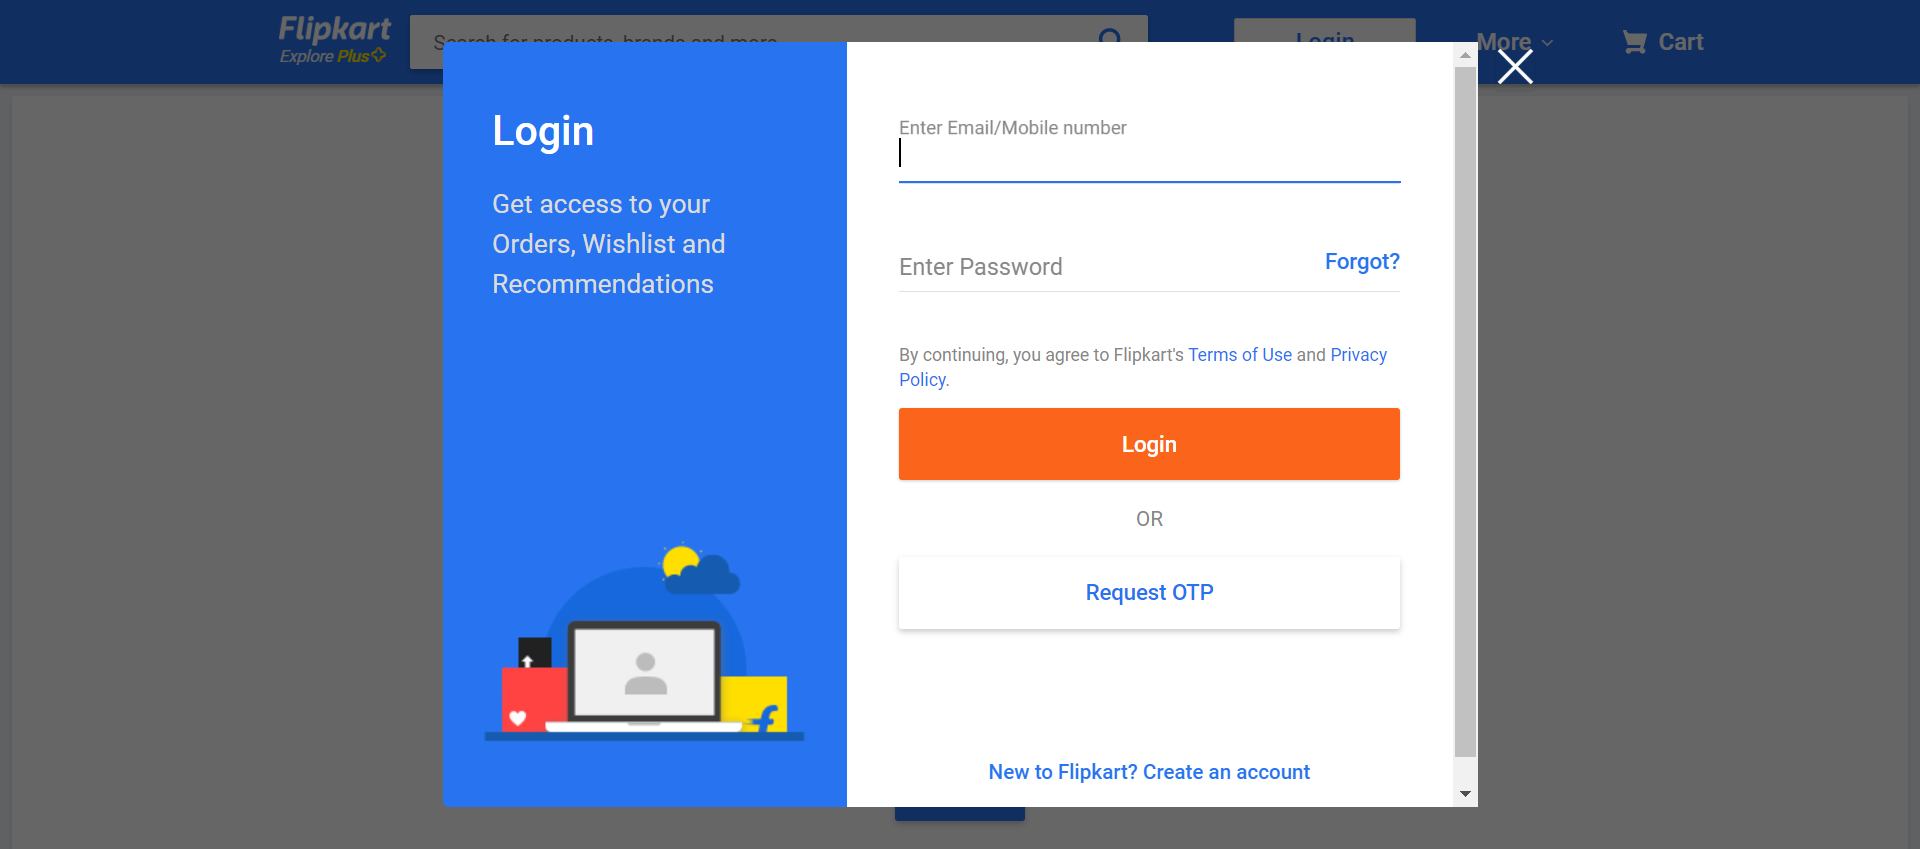 Flipkart
Explore Plus
Search for products, brands and more
Login
More
Cart
Login
Get access to your
Orders, Wishlist and
Recommendations
Enter Email/Mobile number
Enter Password
Forgot?
By continuing, you agree to Flipkart's Terms of Use and Privacy
Policy.
Login
OR
Request OTP
New to Flipkart? Create an account